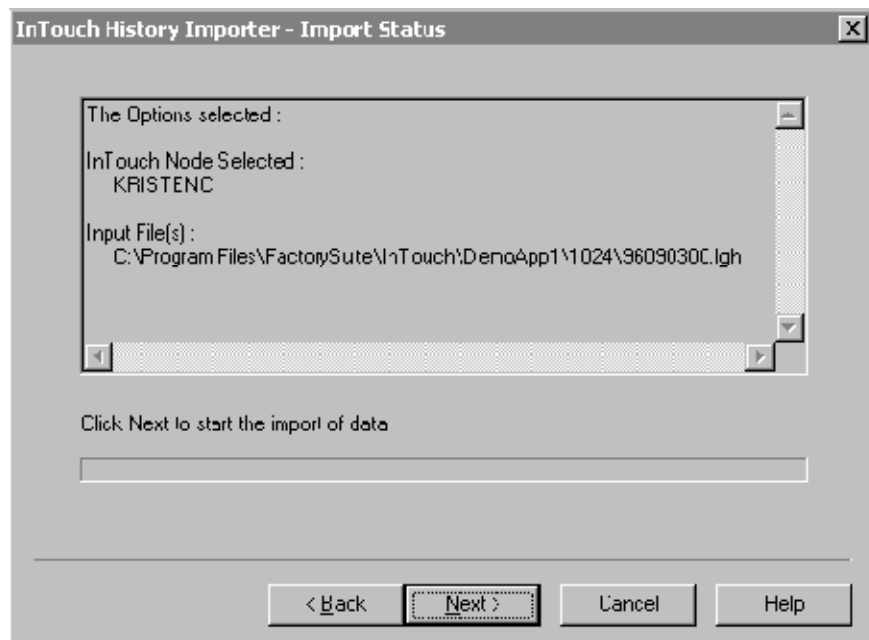 InTouch History Importer - Import Status
The Options selected :
InTouch Node Selected :
KRISTENC
Input File(s) :
C:\Program Files\FactorySuite\InTouch\DemoApp1\1024\96090300.lgh
Click Next to start the import of data
< Back
Next >
Cancel
Help